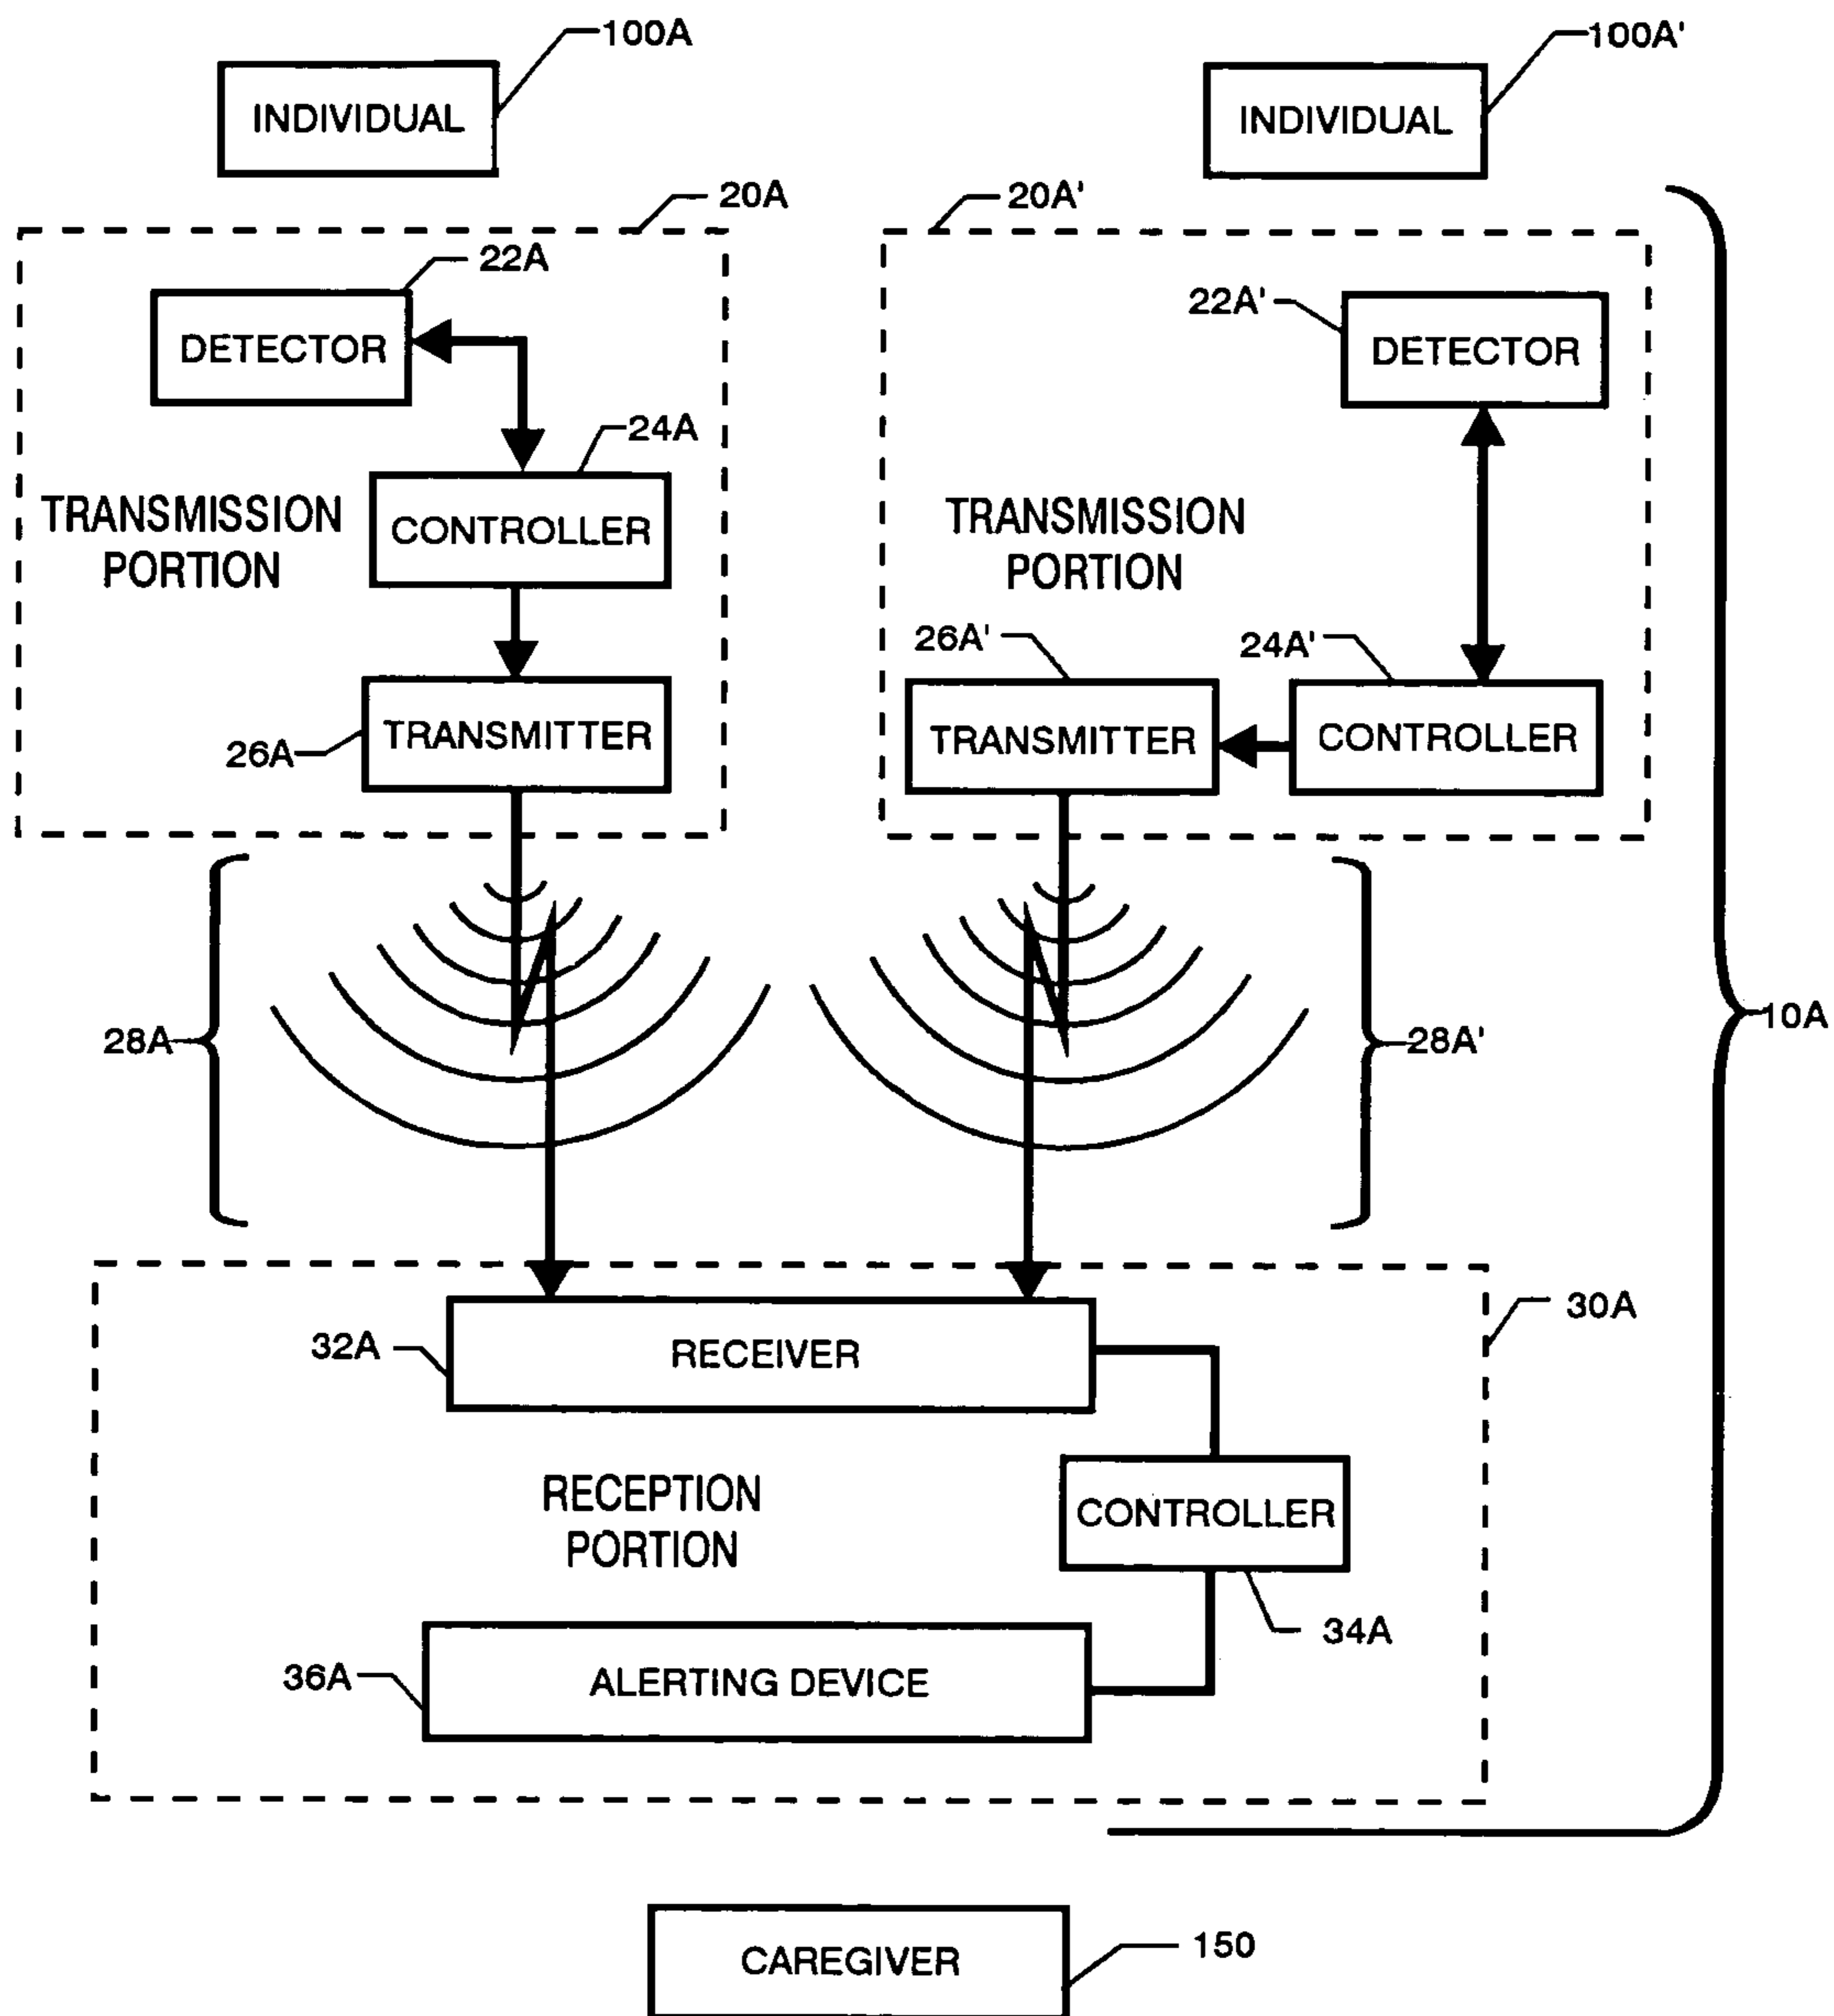 100A
100A'
INDIVIDUAL
INDIVIDUAL
20A
20A'
22A
22A'
DETECTOR
DETECTOR
24A
TRANSMISSION
PORTION
CONTROLLER
TRANSMISSION
PORTION
26A'
24A'
26A
TRANSMITTER
TRANSMITTER
CONTROLLER
28A
28A'
10A
30A
32A
RECEIVER
RECEPTION
PORTION
CONTROLLER
34A
36A
ALERTING DEVICE
150
CAREGIVER